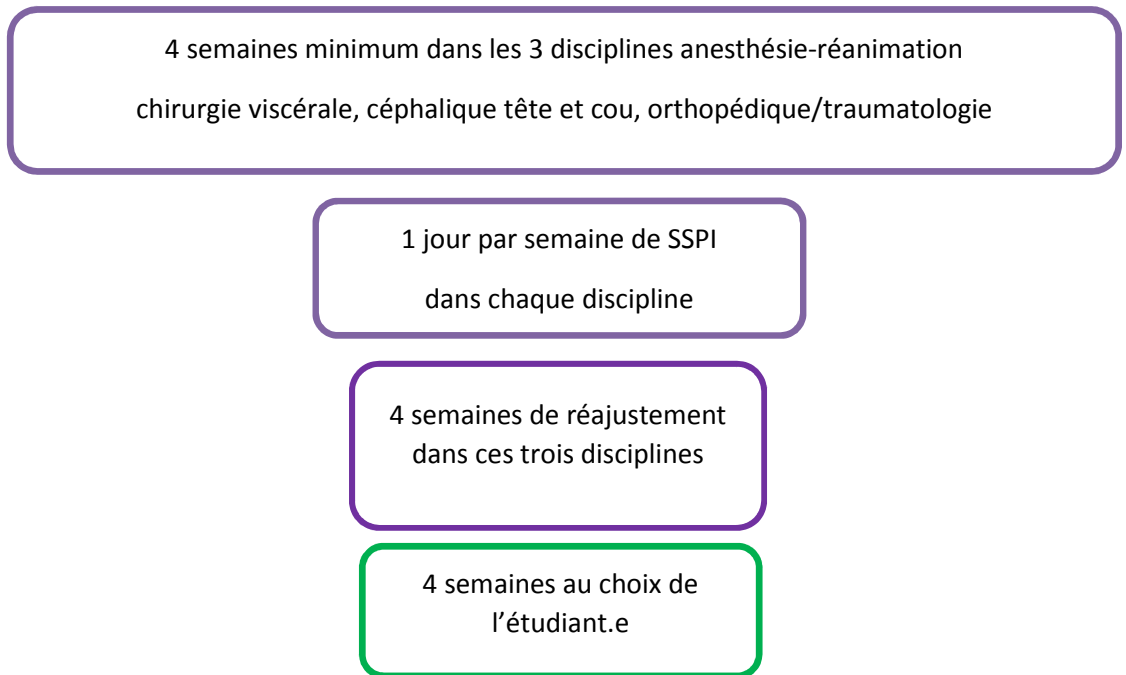 4 semaines minimum dans les 3 disciplines anesthésie-réanimation
chirurgie viscérale, céphalique tête et cou, orthopédique/traumatologie
1 jour par semaine de SSPI
dans chaque discipline
4 semaines de réajustement
dans ces trois disciplines
4 semaines au choix de
l’étudiant.e